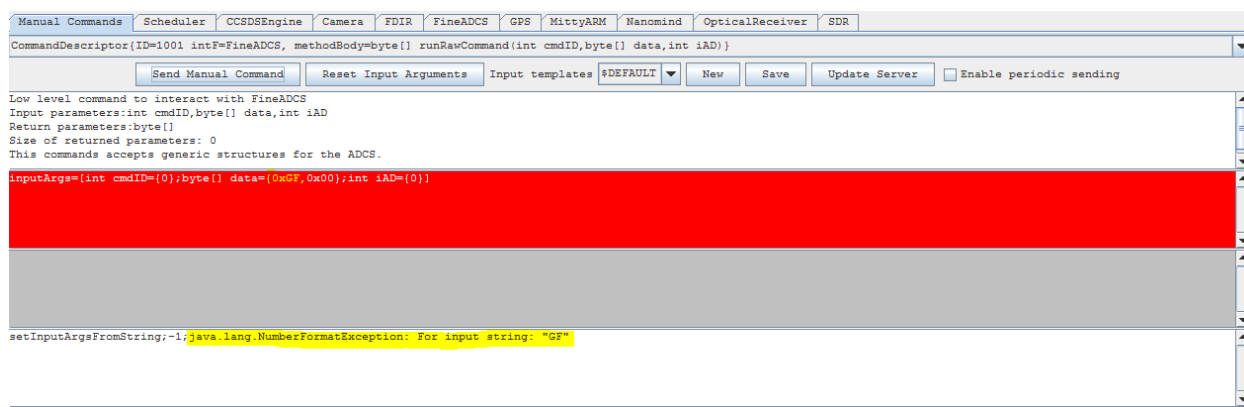 Manual Commands Scheduler CCSDSEngine Camera FDIR FineADCS GPS MittyARM Nanomind OpticalReceiver SDR
CommandDescriptor{ID=1001 intF=FineADCS, methodBody=byte[] runRawCommand(int cmdID,byte[] data,int iAD)}
Send Manual Command Reset Input Arguments Input templates $DEFAULT New Save Update Server Enable periodic sending
Low level command to interact with FineADCS
Input parameters:int cmdID,byte[] data,int iAD
Return parameters:byte[]
Size of returned parameters: 0
This commands accepts generic structures for the ADCS.
inputArgs=[int cmdID={0};byte[] data={0xGF,0x00};int iAD={0}]
setInputArgsFromString;-1;java.lang.NumberFormatException: For input string: "GF"